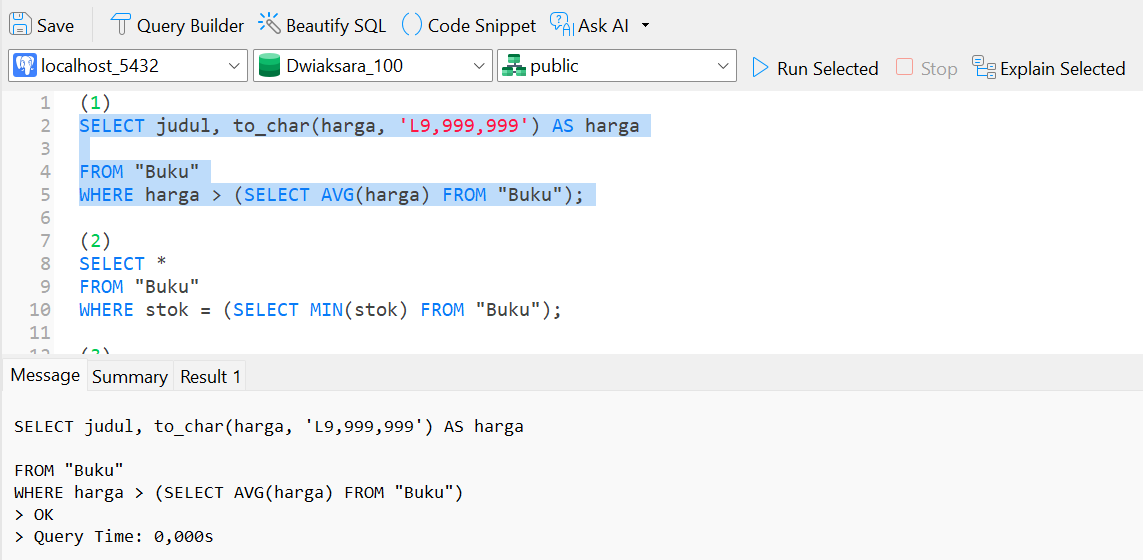 Save Query Builder Beautify SQL () Code Snippet Ask AI
localhost_5432 Dwiaksara_100 public Run Selected Stop Explain Selected
1 (1)
2 SELECT judul, to_char(harga, 'L9,999,999') AS harga
3
4 FROM "Buku"
5 WHERE harga > (SELECT AVG(harga) FROM "Buku");
6
7 (2)
8 SELECT *
9 FROM "Buku"
10 WHERE stok = (SELECT MIN(stok) FROM "Buku");
11
12 (3)
Message Summary Result 1
SELECT judul, to_char(harga, 'L9,999,999') AS harga
FROM "Buku"
WHERE harga > (SELECT AVG(harga) FROM "Buku")
> OK
> Query Time: 0,000s